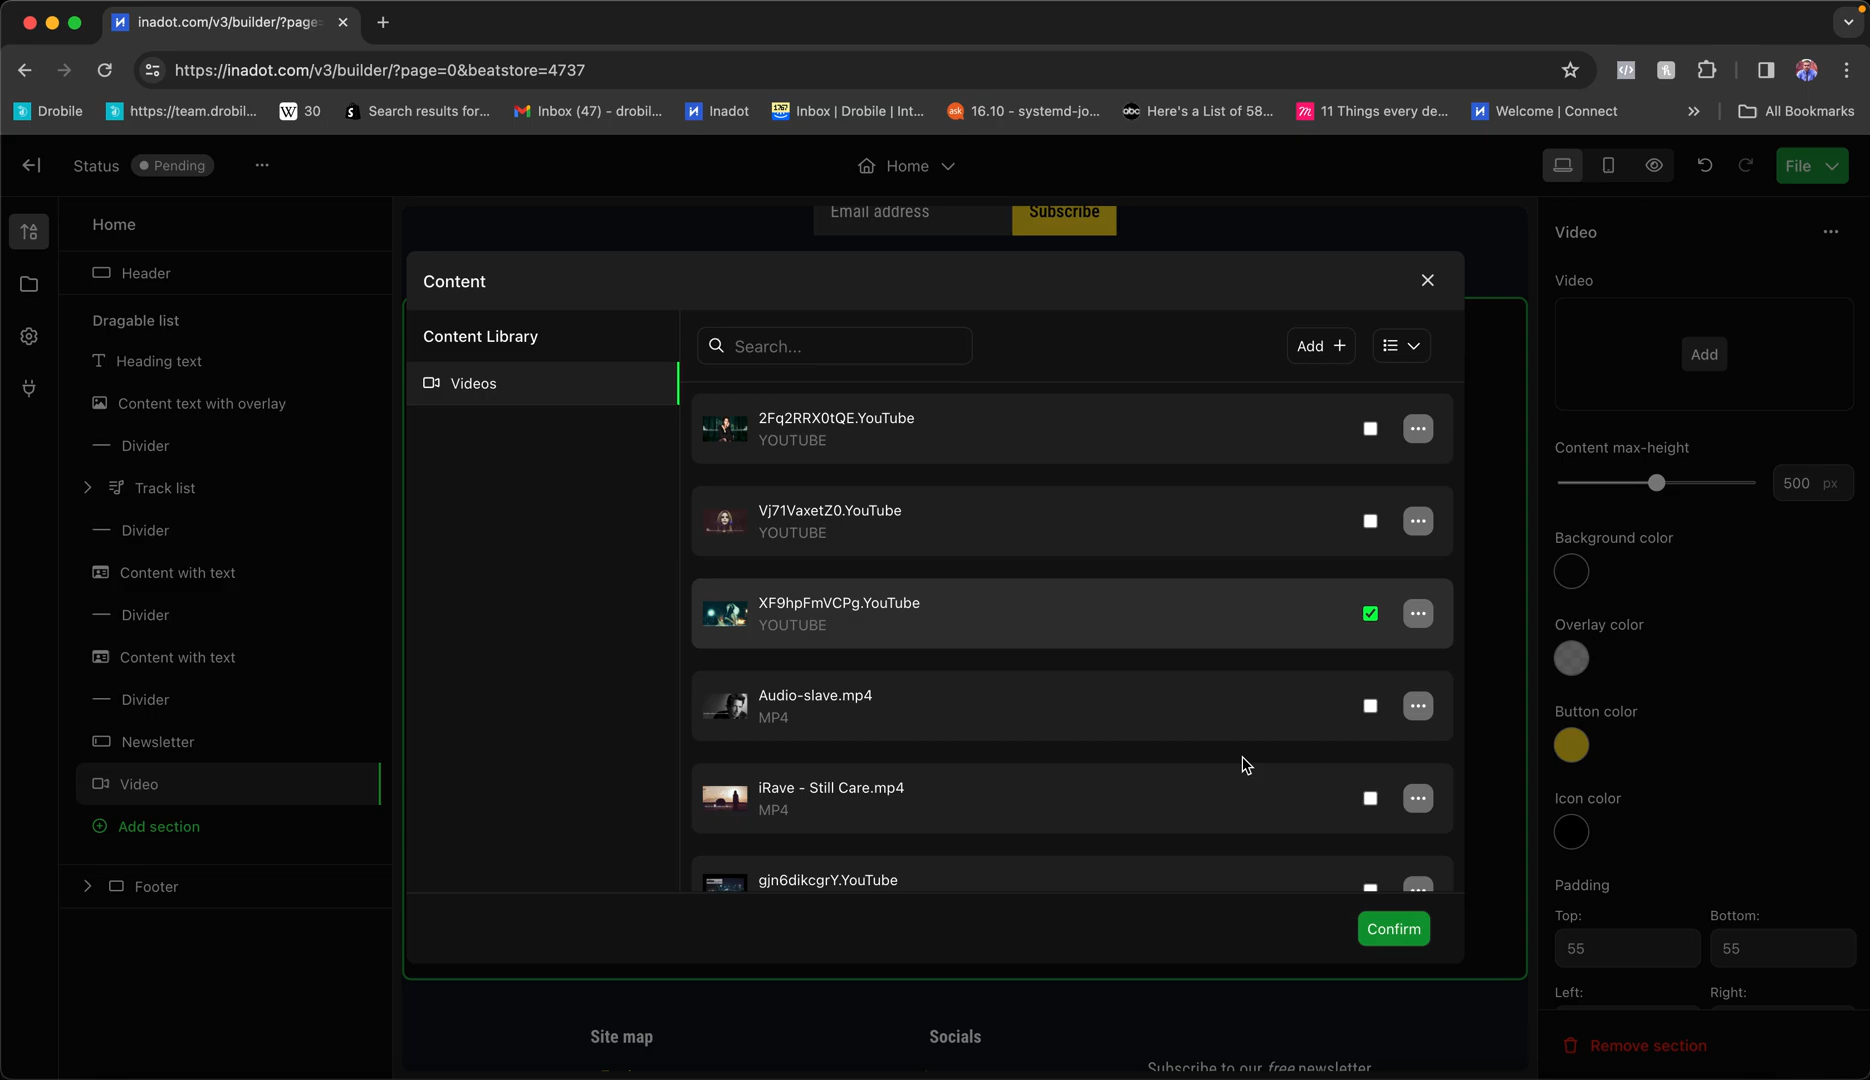 inadot.com/v3/builder/?page=
https://inadot.com/v3/builder/?page=0&beatstore=4737
Drobile
https://team.drobil...
30
Search results for...
Inbox (47) - drobil...
Inadot
Inbox | Drobile | Int...
16.10 - systemd-jo...
Here's a List of 58...
11 Things every de...
Welcome | Connect
All Bookmarks
Status
Pending
Home
File
Home
Header
Dragable list
Heading text
Content text with overlay
Divider
Track list
Divider
Content with text
Divider
Content with text
Divider
Newsletter
Video
Add section
Footer
Email address
Subscribe
Content
Content Library
Videos
Search...
Add
2Fq2RRX0tQE.YouTube
YOUTUBE
Vj71VaxetZ0.YouTube
YOUTUBE
XF9hpFmVCPg.YouTube
YOUTUBE
Audio-slave.mp4
MP4
iRave - Still Care.mp4
MP4
gjn6dikcgrY.YouTube
Confirm
Site map
Socials
Subscribe to our free newsletter
Video
Video
Add
Content max-height
500 px
Background color
Overlay color
Button color
Icon color
Padding
Top:
Bottom:
55
55
Left:
Right:
Remove section